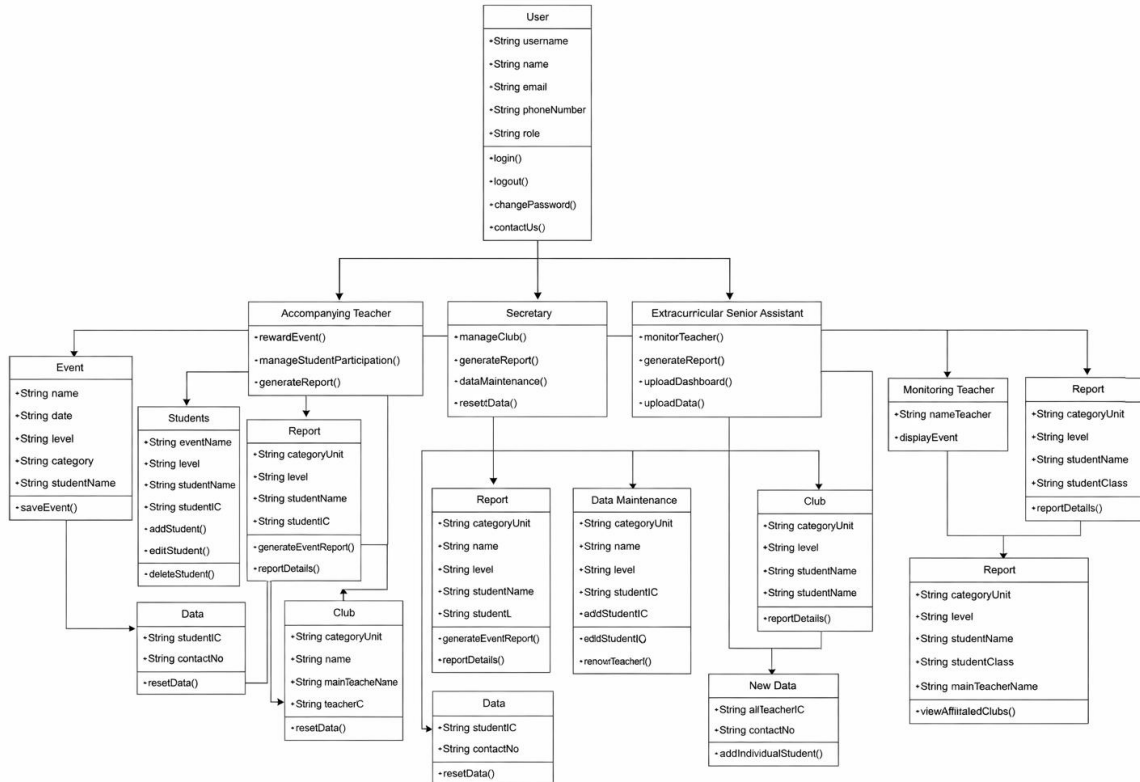 User
+String username
+String name
+String email
+String phoneNumber
+String role
+login()
+logout()
+changePassword()
+contactUs()
Accompanying Teacher
+rewardEvent()
+manageStudentParticipation()
+generateReport()
Secretary
+manageClub()
+generateReport()
+dataMaintenance()
Extracurricular Senior Assistant
+monitorTeacher()
+generateReport()
+uploadDashboard()
+uploadData()
Event
+String name
+String date
+String level
+String category
+String studentName
+saveEvent()
Students
+String eventName
+String level
+String studentName
+String studentIC
+addStudent()
+editStudent()
+deleteStudent()
Report
+String categoryUnit
+String level
+String studentName
+String studentIC
+generateEventReport()
+reportDetails()
Monitoring Teacher
+String nameTeacher
+displayEvent
Report
+String categoryUnit
+String level
+String studentName
+String studentClass
+reportDetails()
Report
+String categoryUnit
+String name
+String level
+String studentName
+String studentL
+generateEventReport()
+reportDetails()
Data Maintenance
+String categoryUnit
+String name
+String level
+String studentIC
+addStudentIC
Club
+String categoryUnit
+String level
+String studentName
+String studentName
+reportDetails()
Report
+String categoryUnit
+String level
+String studentName
+String studentClass
+String mainTeacherName
Data
+String studentIC
+String contactNo
+resetData()
Club
+String categoryUnit
+String name
+String mainTeacheName
+String teacherC
+resetData()
Data
+String studentIC
+String contactNo
+resetData()
New Data
+String allTeacherIC
+String contactNo
+addIndividualStudent()